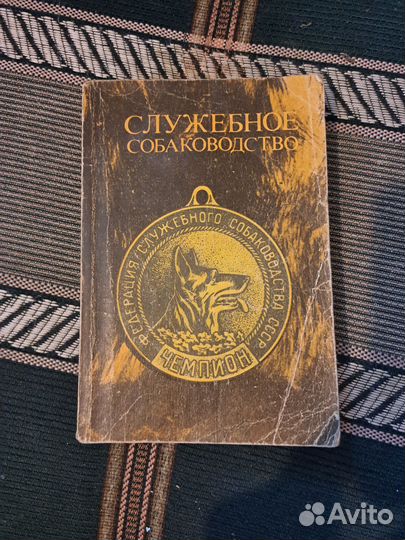 СЛУЖЕБНОЕ
СОБАКОВОДСТВО
ФЕДЕРАЦИЯ СЛУЖЕБНОГО СОБАКОВОДСТВА СССР
ЧЕМПИОН
Avito